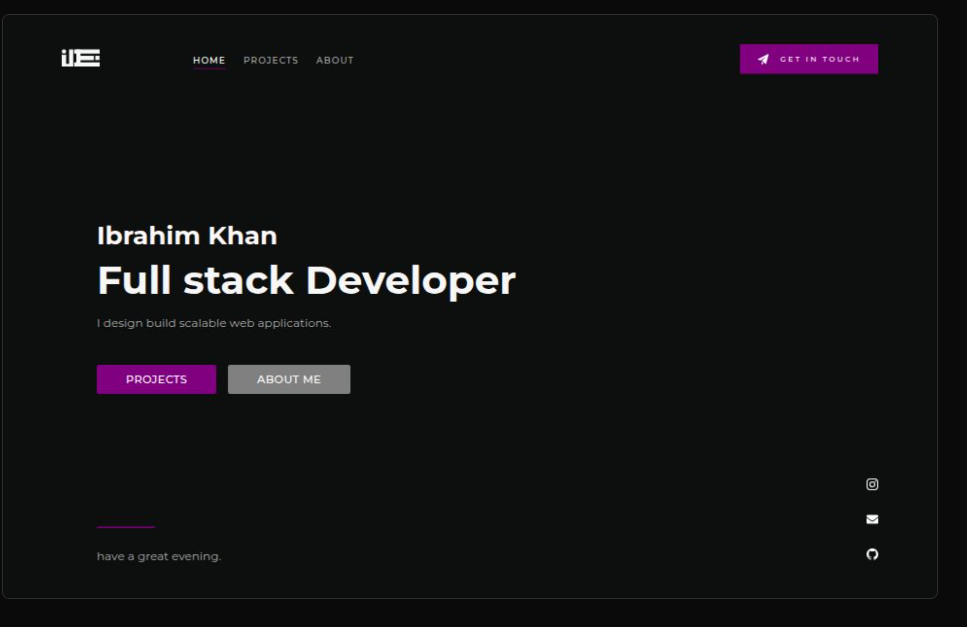 HOME PROJECTS ABOUT
GET IN TOUCH
Ibrahim Khan
Full stack Developer
I design build scalable web applications.
PROJECTS ABOUT ME
have a great evening.